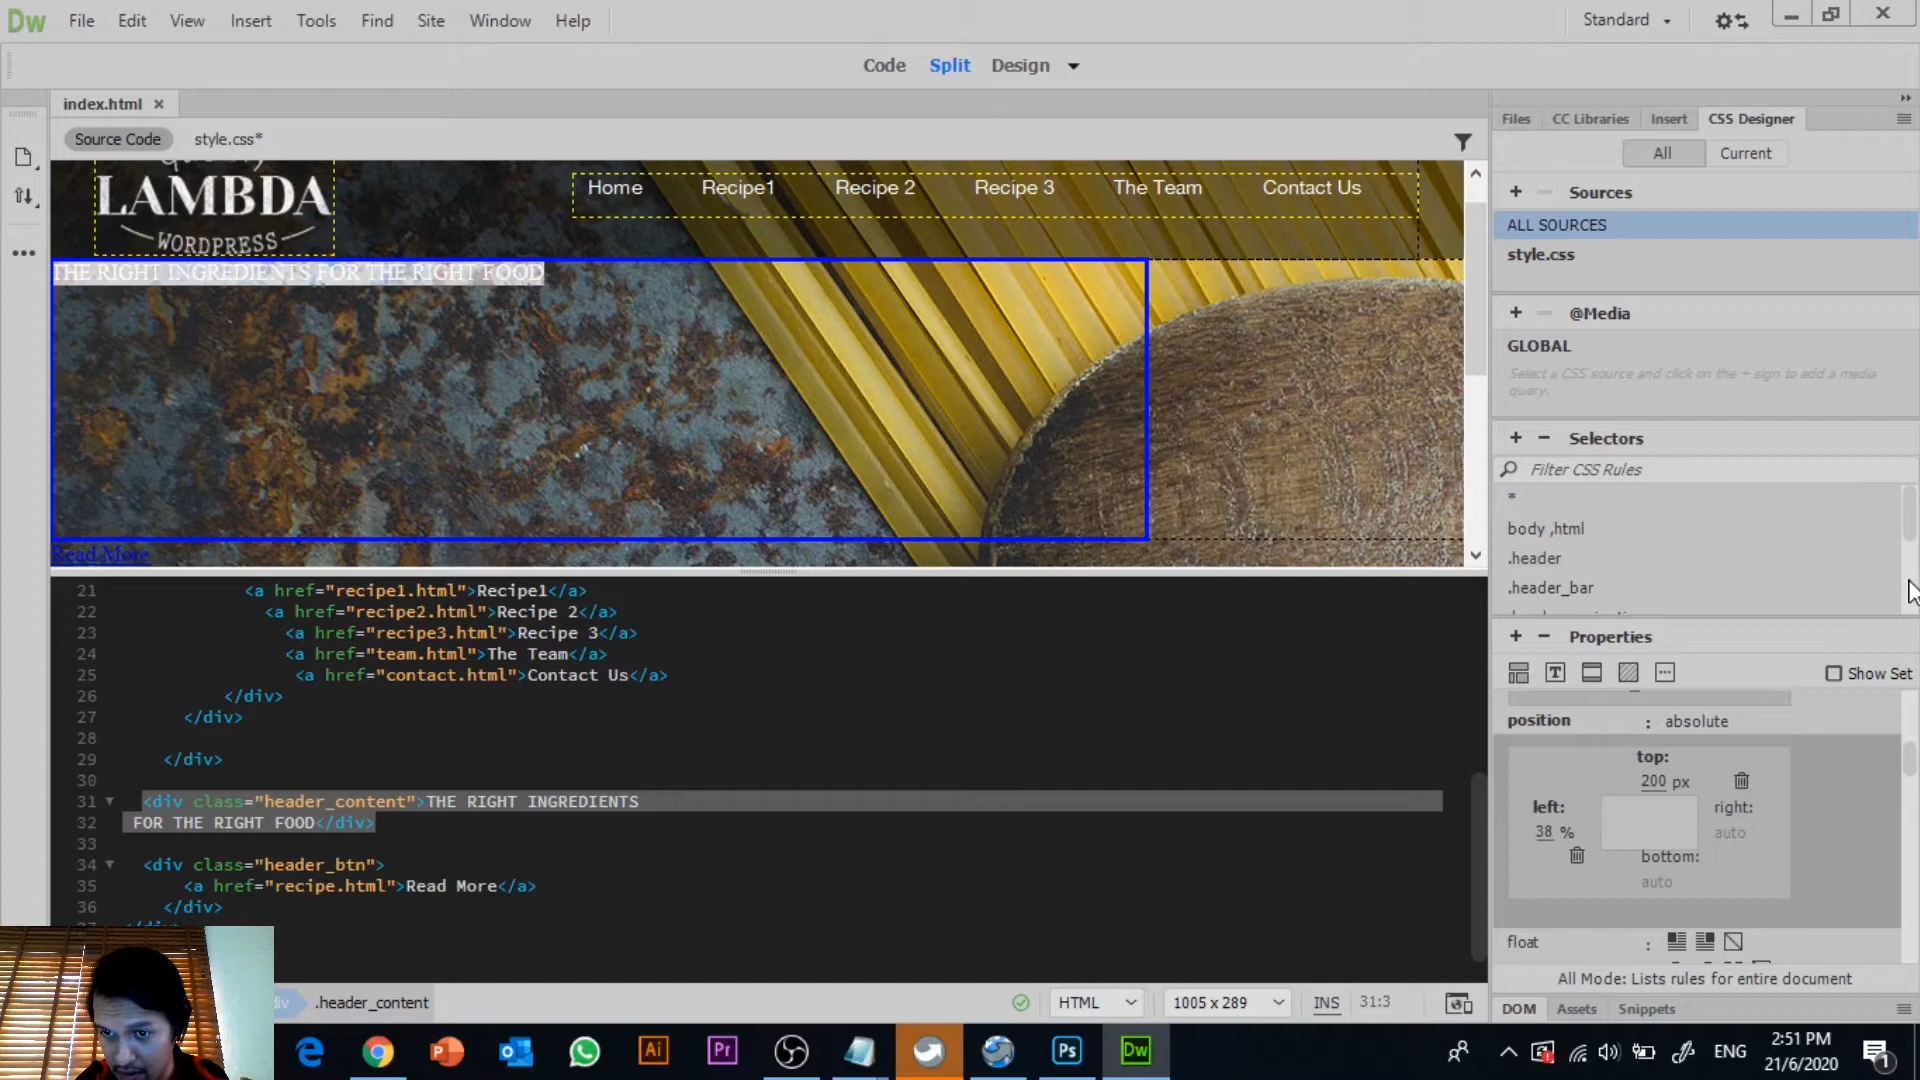 Dw File Edit View Insert Tools Find Site Window Help Standard
Code Split Design
index.html
Source Code style.css*
LAMBDA
WORDPRESS
Home Recipe1 Recipe 2 Recipe 3 The Team Contact Us
THE RIGHT INGREDIENTS FOR THE RIGHT FOOD
Read More
21 <a href="recipe1.html">Recipe1</a>
22 <a href="recipe2.html">Recipe 2</a>
23 <a href="recipe3.html">Recipe 3</a>
24 <a href="team.html">The Team</a>
25 <a href="contact.html">Contact Us</a>
26 </div>
27 </div>
28
29 </div>
30
31 <div class="header_content">THE RIGHT INGREDIENTS
32 FOR THE RIGHT FOOD</div>
33
34 <div class="header_btn">
35 <a href="recipe.html">Read More</a>
36 </div>
.header_content HTML 1005 x 289 INS 31:3
Files CC Libraries Insert CSS Designer
All Current
+ − Sources
ALL SOURCES
style.css
+ − @Media
GLOBAL
Select a CSS source and click on the + sign to add a media
query.
+ − Selectors
Filter CSS Rules
*
body ,html
.header
.header_bar
+ − Properties
Show Set
position : absolute
top:
200 px
left: right:
38 % auto
bottom:
auto
float :
All Mode: Lists rules for entire document
DOM Assets Snippets
Ai Pr Ps Dw
ENG
2:51 PM
21/6/2020
1